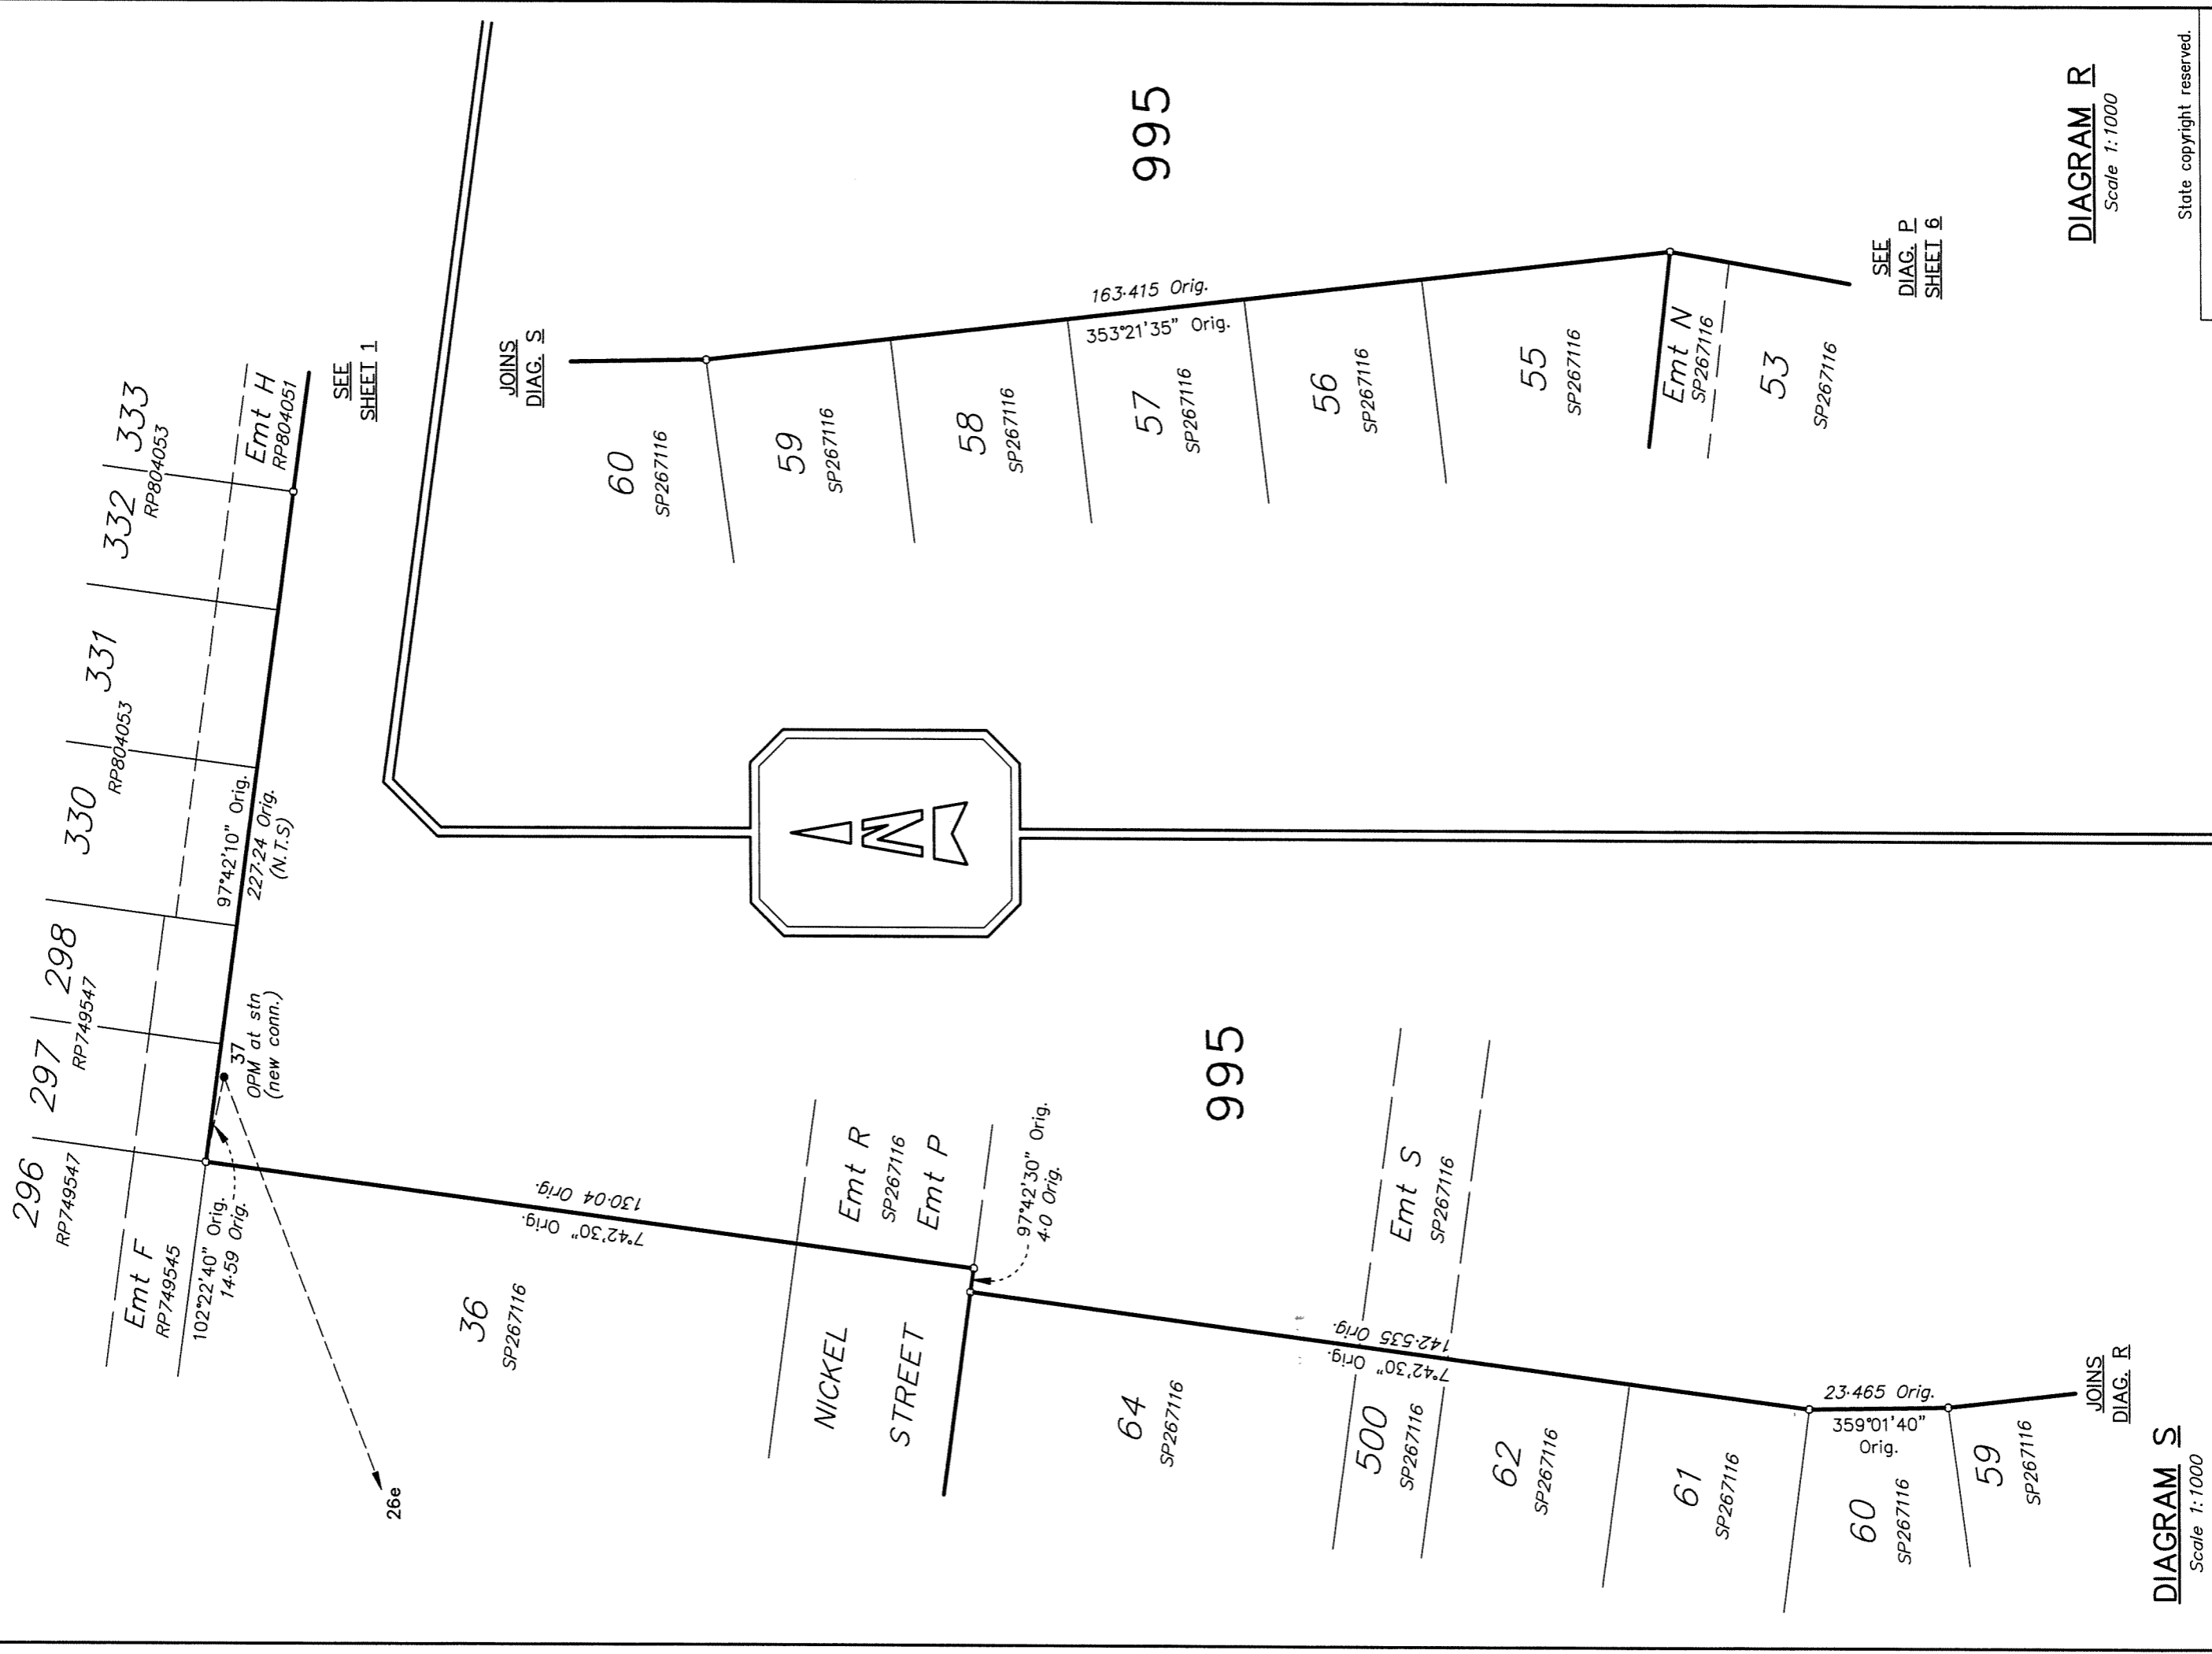 296
RP749547
297
298
RP749547
330
331
RP804053
332
333
RP804053
Emt H
RP804051
SEE
SHEET 1
Emt F
RP749545
102°22'40" Orig.
14·59 Orig.
37
OPM at stn
(new conn.)
97°42'10" Orig.
227·24 Orig.
(N.T.S)
26e
36
SP267116
130·04 Orig.
7°42'30" Orig.
NICKEL
STREET
Emt R
SP267116
Emt P
97°42'30" Orig.
4·0 Orig.
995
64
SP267116
142·535 Orig.
7°42'30" Orig.
Emt S
SP267116
500
SP267116
62
SP267116
61
SP267116
23·465 Orig.
359°01'40"
Orig.
60
SP267116
59
SP267116
JOINS
DIAG. R
DIAGRAM S
Scale 1:1000
N
JOINS
DIAG. S
60
SP267116
59
SP267116
58
SP267116
163·415 Orig.
353°21'35" Orig.
57
SP267116
56
SP267116
55
SP267116
Emt N
SP267116
53
SP267116
995
SEE
DIAG. P
SHEET 6
DIAGRAM R
Scale 1:1000
State copyright reserved.